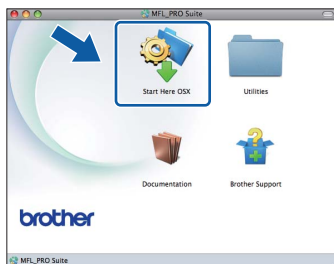 MFL_PRO Suite
Start Here OSX
Utilities
Documentation
Brother Support
brother
MFL_PRO Suite